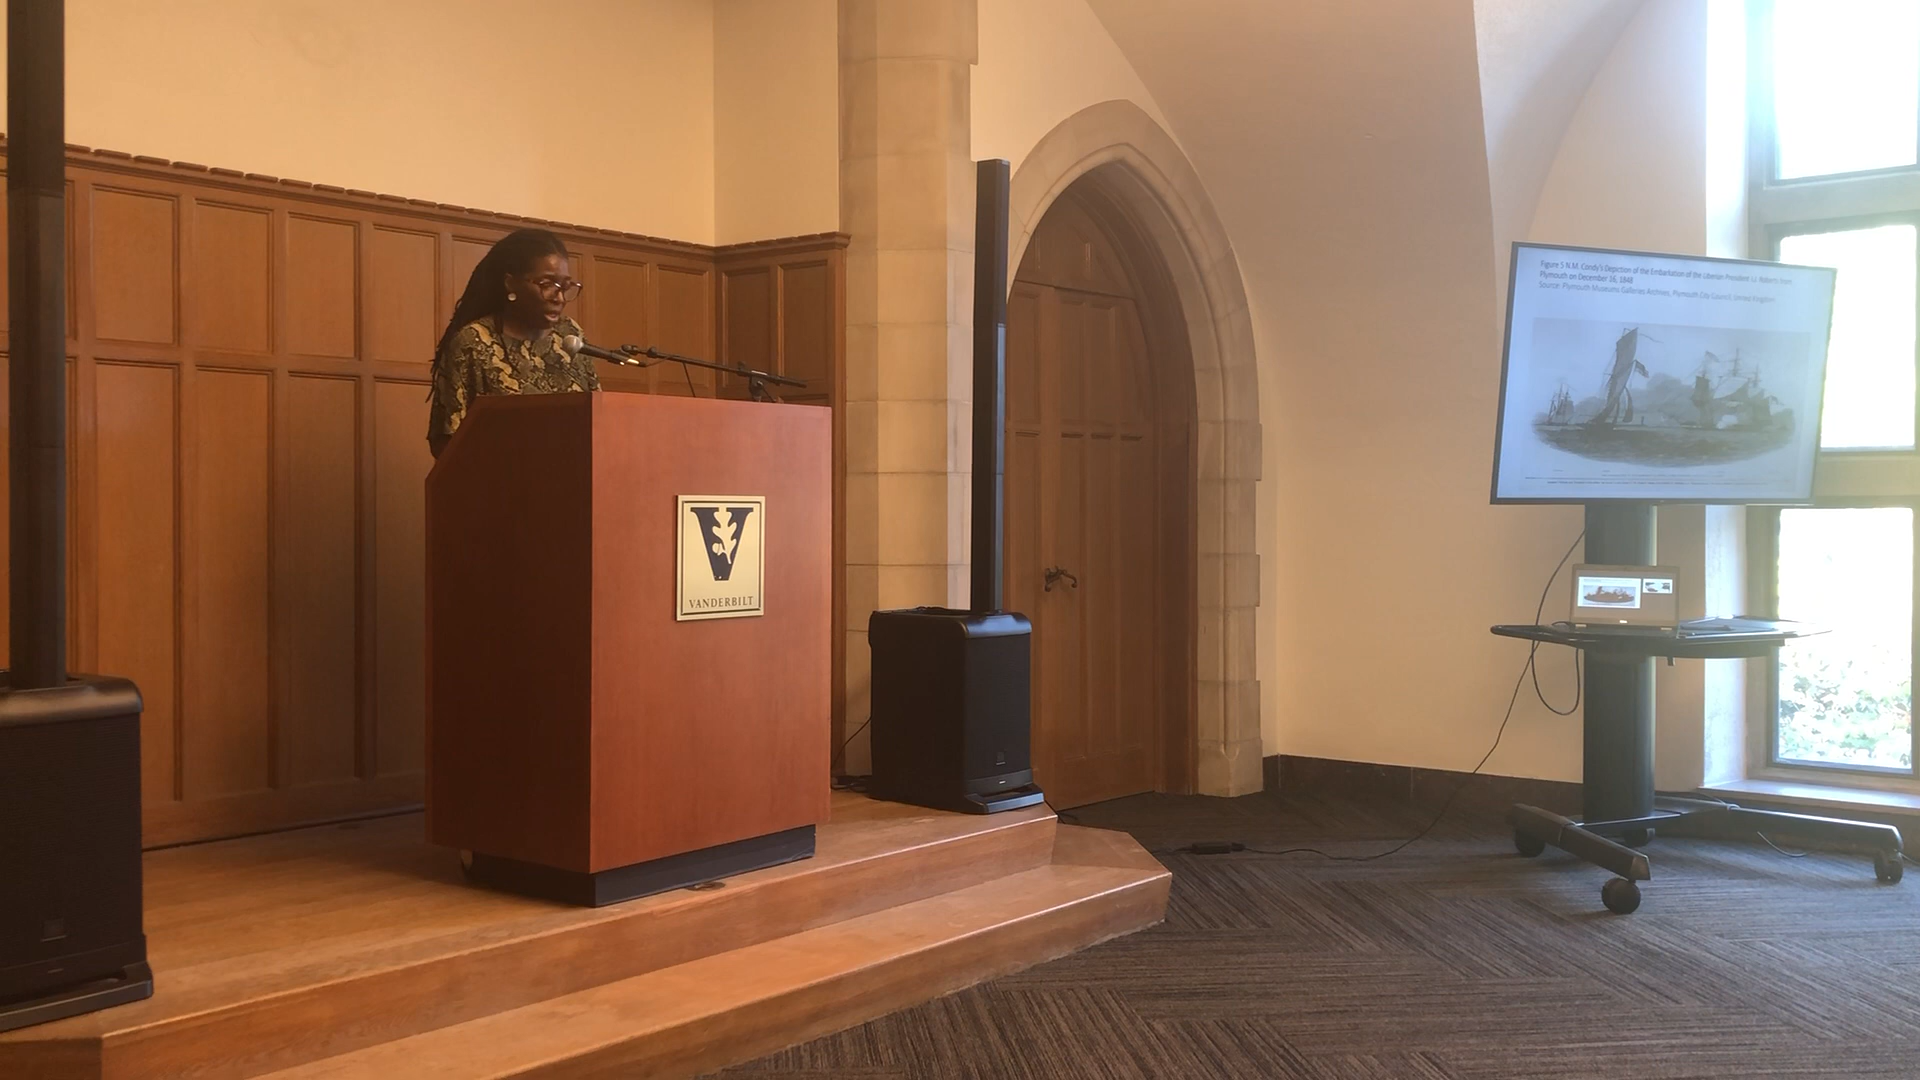 VANDERBILT
Figure 5 N.M. Condy's Depiction of the Embarkation of the Liberian President J.J. Roberts from
Plymouth on December 16, 1848
Source: Plymouth Museums Galleries Archives, Plymouth City Council, United Kingdom